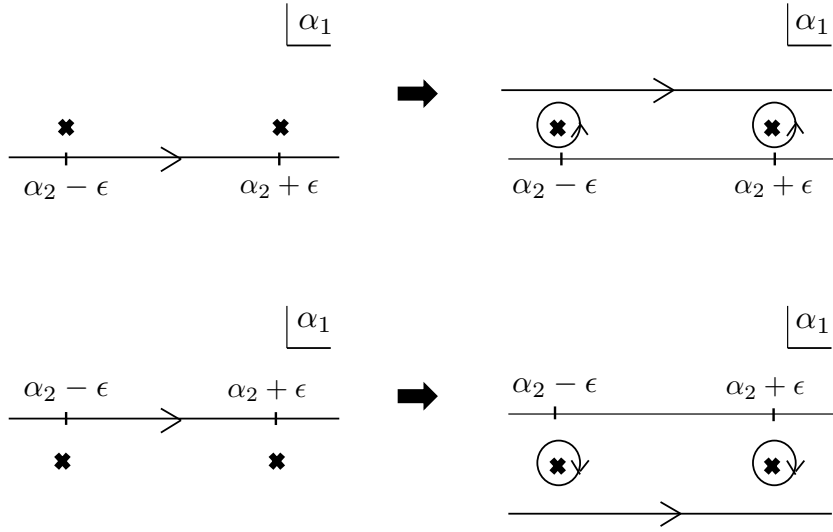 α₁ α₁
α₂ − ϵ α₂ + ϵ α₂ − ϵ α₂ + ϵ
α₁ α₁
α₂ − ϵ α₂ + ϵ α₂ − ϵ α₂ + ϵ